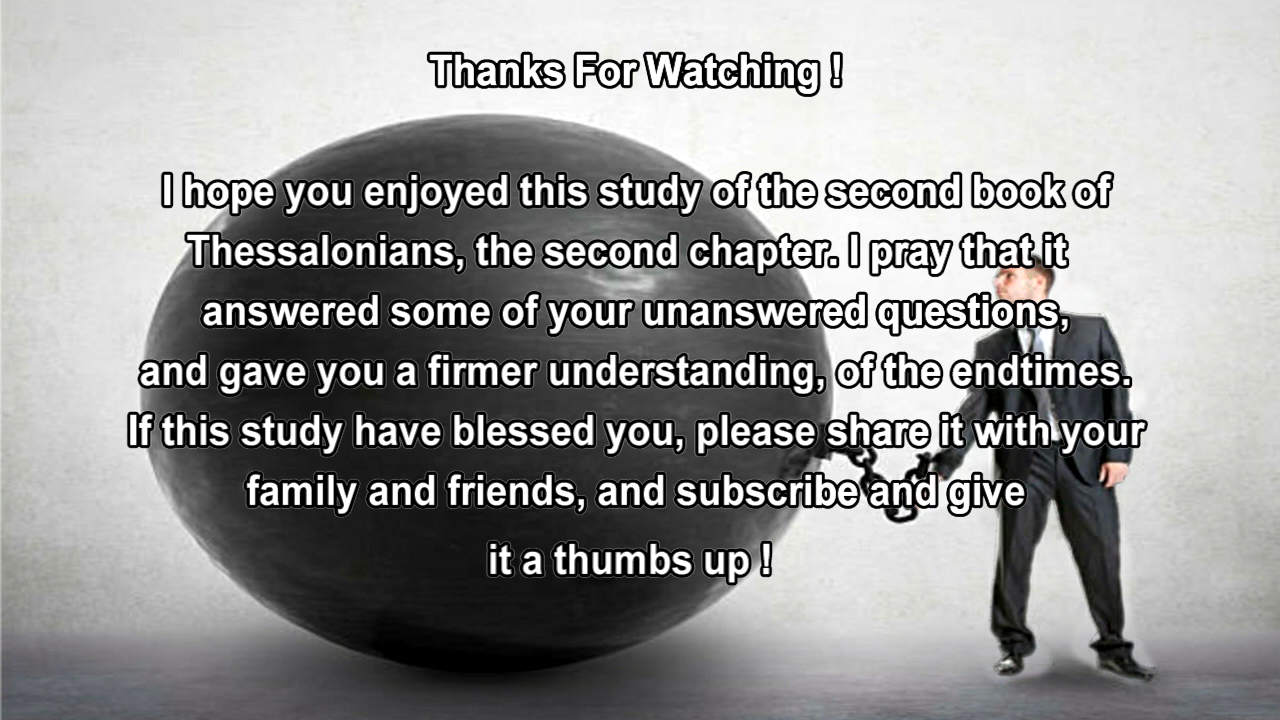 Thanks For Watching !
I hope you enjoyed this study of the second book of
Thessalonians, the second chapter. I pray that it
answered some of your unanswered questions,
and gave you a firmer understanding, of the endtimes.
If this study have blessed you, please share it with your
family and friends, and subscribe and give
it a thumbs up !